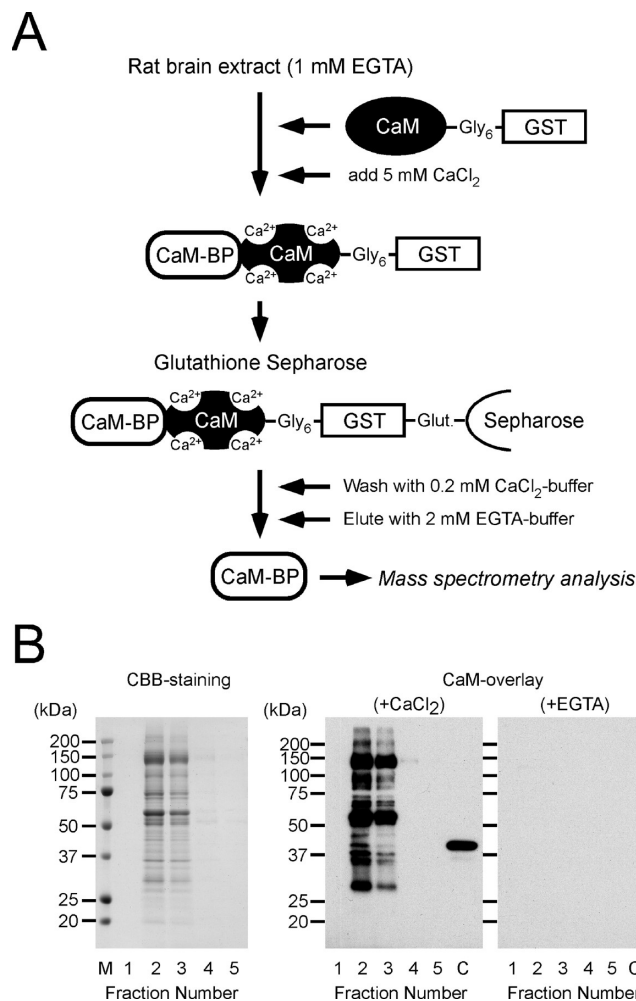 A
Rat brain extract (1 mM EGTA)
CaM Gly6 GST
add 5 mM CaCl2
Ca2+ Ca2+
CaM-BP CaM Gly6 GST
Ca2+ Ca2+
Glutathione Sepharose
Ca2+ Ca2+
CaM-BP CaM Gly6 GST Glut. Sepharose
Ca2+ Ca2+
Wash with 0.2 mM CaCl2-buffer
Elute with 2 mM EGTA-buffer
CaM-BP Mass spectrometry analysis
B
CBB-staining
(kDa)
200
150
100
75
50
37
25
20
M 1 2 3 4 5
Fraction Number
CaM-overlay
(kDa) (+CaCl2) (+EGTA)
200
150
100
75
50
37
25
20
1 2 3 4 5 C 1 2 3 4 5 C
Fraction Number Fraction Number